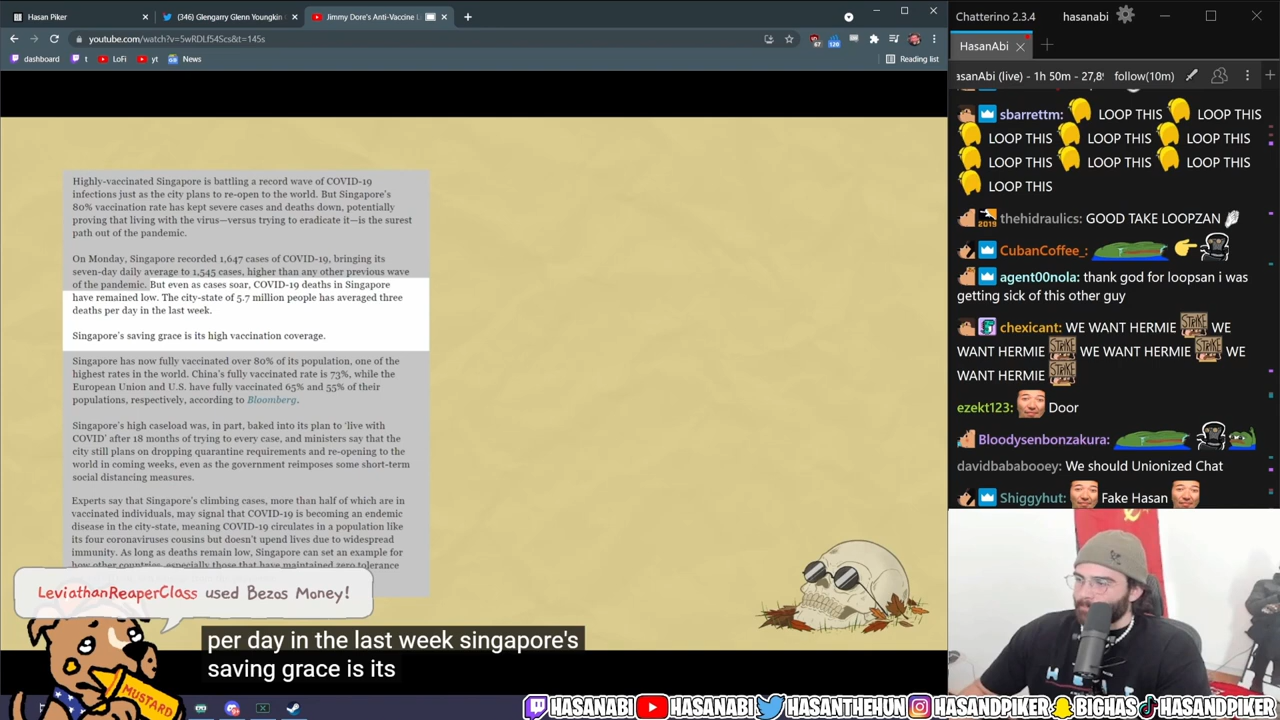 Hasan Piker
(346) Glengarry Glenn Youngkin
Jimmy Dore's Anti-Vaccine
youtube.com/watch?v=5wRDLf54Scs&t=145s
67
120
dashboard
t
LoFi
yt
News
Reading list
Highly-vaccinated Singapore is battling a record wave of COVID-19
infections just as the city plans to re-open to the world. But Singapore's
80% vaccination rate has kept severe cases and deaths down, potentially
proving that living with the virus—versus trying to eradicate it—is the surest
path out of the pandemic.
On Monday, Singapore recorded 1,647 cases of COVID-19, bringing its
seven-day daily average to 1,545 cases, higher than any other previous wave
of the pandemic. But even as cases soar, COVID-19 deaths in Singapore
have remained low. The city-state of 5.7 million people has averaged three
deaths per day in the last week.
Singapore's saving grace is its high vaccination coverage.
Singapore has now fully vaccinated over 80% of its population, one of the
highest rates in the world. China's fully vaccinated rate is 73%, while the
European Union and U.S. have fully vaccinated 65% and 55% of their
populations, respectively, according to Bloomberg.
Singapore's high caseload was, in part, baked into its plan to 'live with
COVID' after 18 months of trying to every case, and ministers say that the
city still plans on dropping quarantine requirements and re-opening to the
world in coming weeks, even as the government reimposes some short-term
social distancing measures.
Experts say that Singapore's climbing cases, more than half of which are in
vaccinated individuals, may signal that COVID-19 is becoming an endemic
disease in the city-state, meaning COVID-19 circulates in a population like
its four coronaviruses cousins but doesn't upend lives due to widespread
immunity. As long as deaths remain low, Singapore can set an example for
how other countries, especially those that have maintained zero tolerance
LeviathanReaperClass used Bezos Money!
MUSTARD
per day in the last week singapore's
saving grace is its
Chatterino 2.3.4
hasanabi
HasanAbi
asanAbi (live) - 1h 50m - 27,8
follow(10m)
sbarrettm: LOOP THIS LOOP THIS
LOOP THIS LOOP THIS LOOP THIS
LOOP THIS LOOP THIS LOOP THIS
LOOP THIS
thehidraulics: GOOD TAKE LOOPZAN
CubanCoffee_:
agent00nola: thank god for loopsan i was
getting sick of this other guy
chexicant: WE WANT HERMIE STRIKE WE
WANT HERMIE STRIKE WE WANT HERMIE STRIKE WE
WANT HERMIE STRIKE
ezekt123: Door
Bloodysenbonzakura:
davidbababooey: We should Unionized Chat
Shiggyhut: Fake Hasan
HASANABI HASANABI HASANTHEHUN HASANDPIKER BIGHAS HASANDPIKER